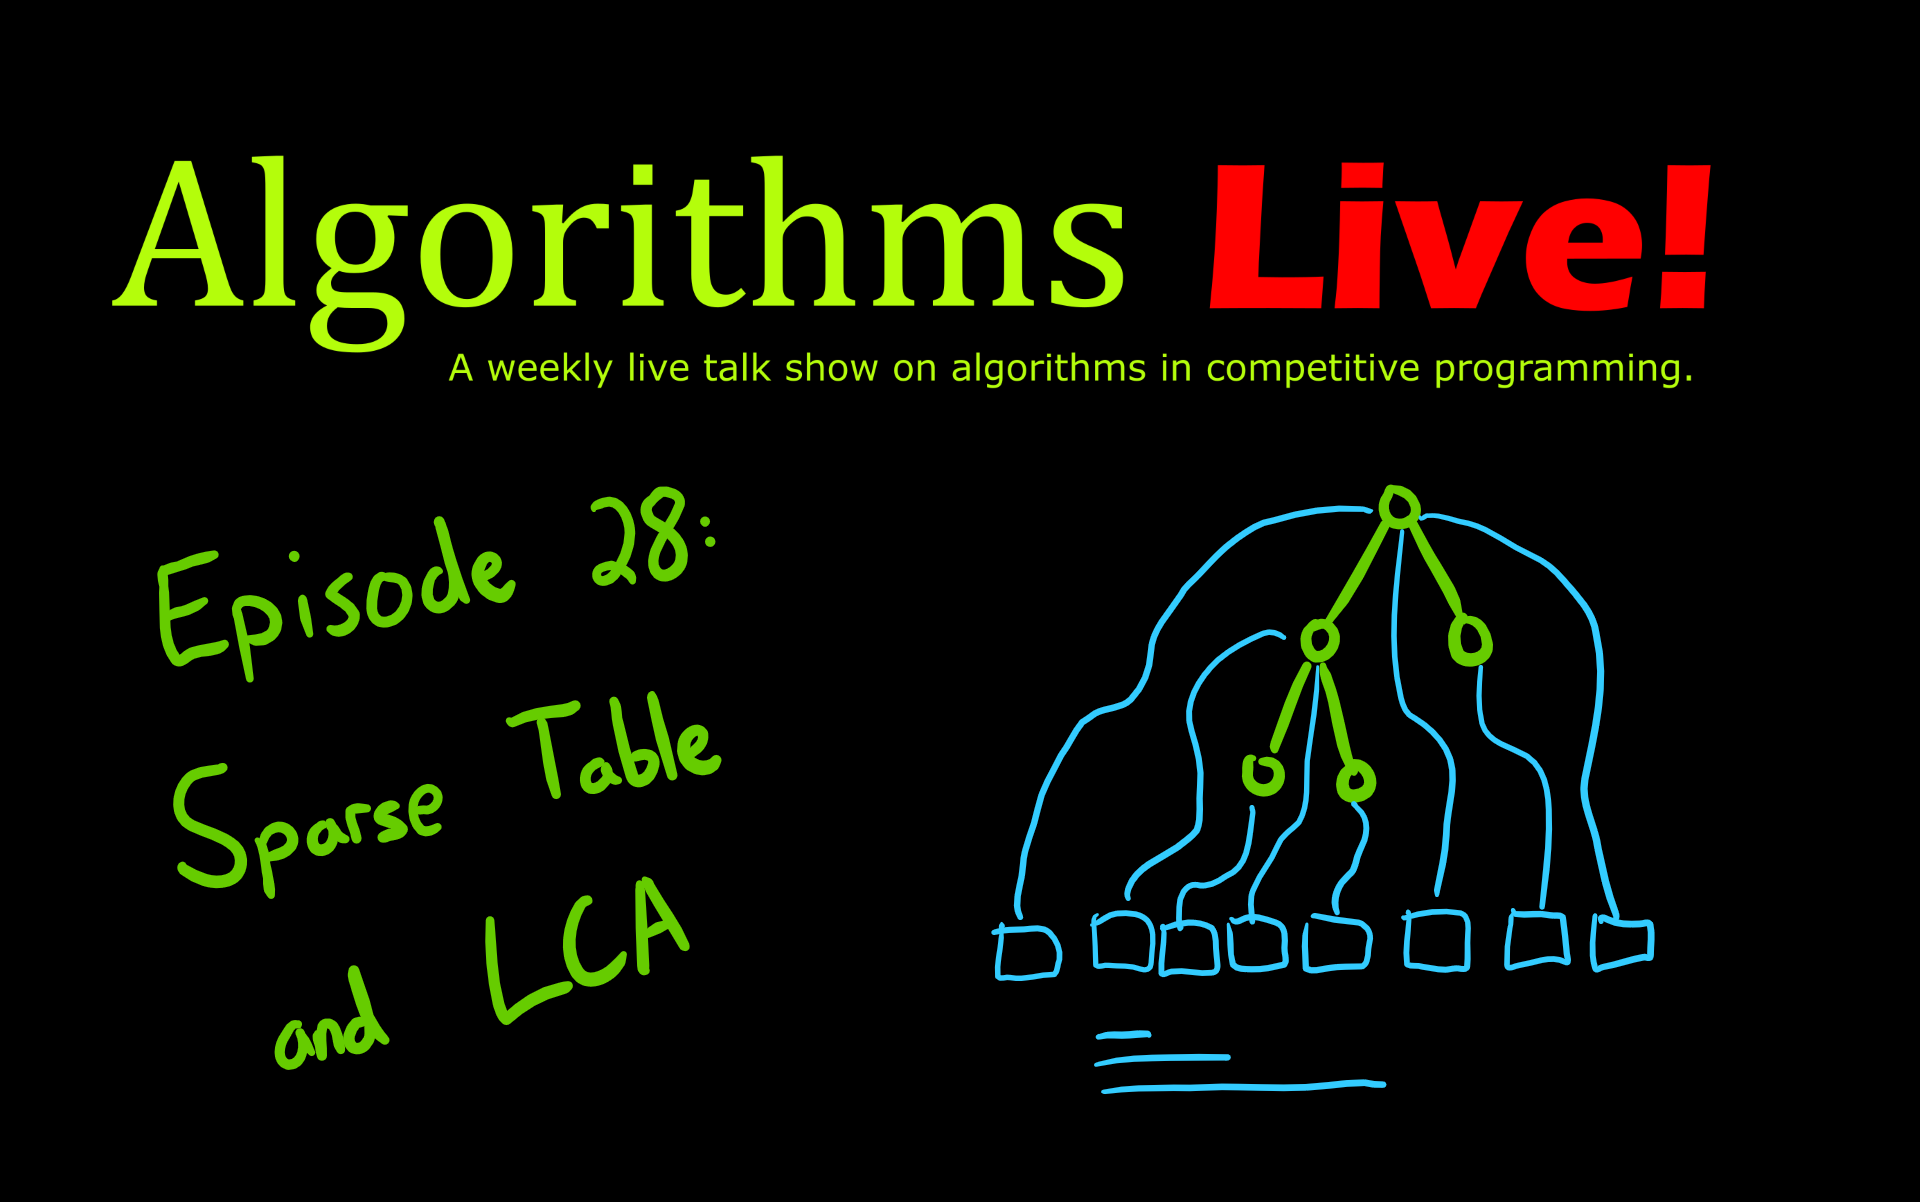 Algorithms Live!
A weekly live talk show on algorithms in competitive programming.
Episode 28:
Sparse Table
and LCA